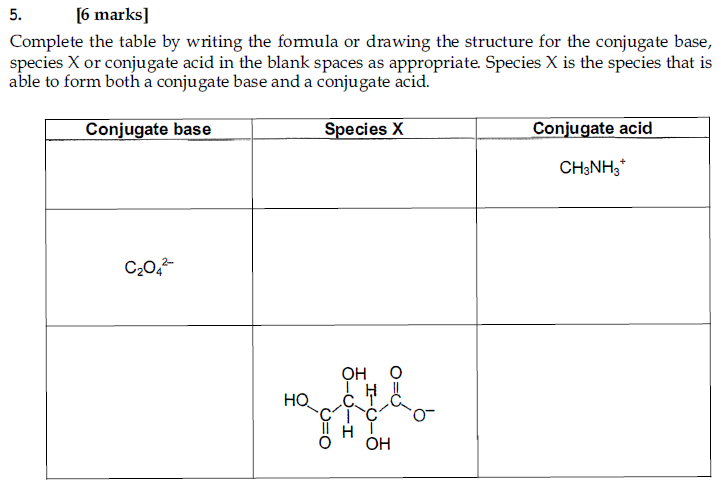 5. [6 marks]
Complete the table by writing the formula or drawing the structure for the conjugate base,
species X or conjugate acid in the blank spaces as appropriate. Species X is the species that is
able to form both a conjugate base and a conjugate acid.
Conjugate base Species X Conjugate acid
CH₃NH₃⁺
C₂O₄²⁻
OH O
HO C H C
C C O⁻
O H OH